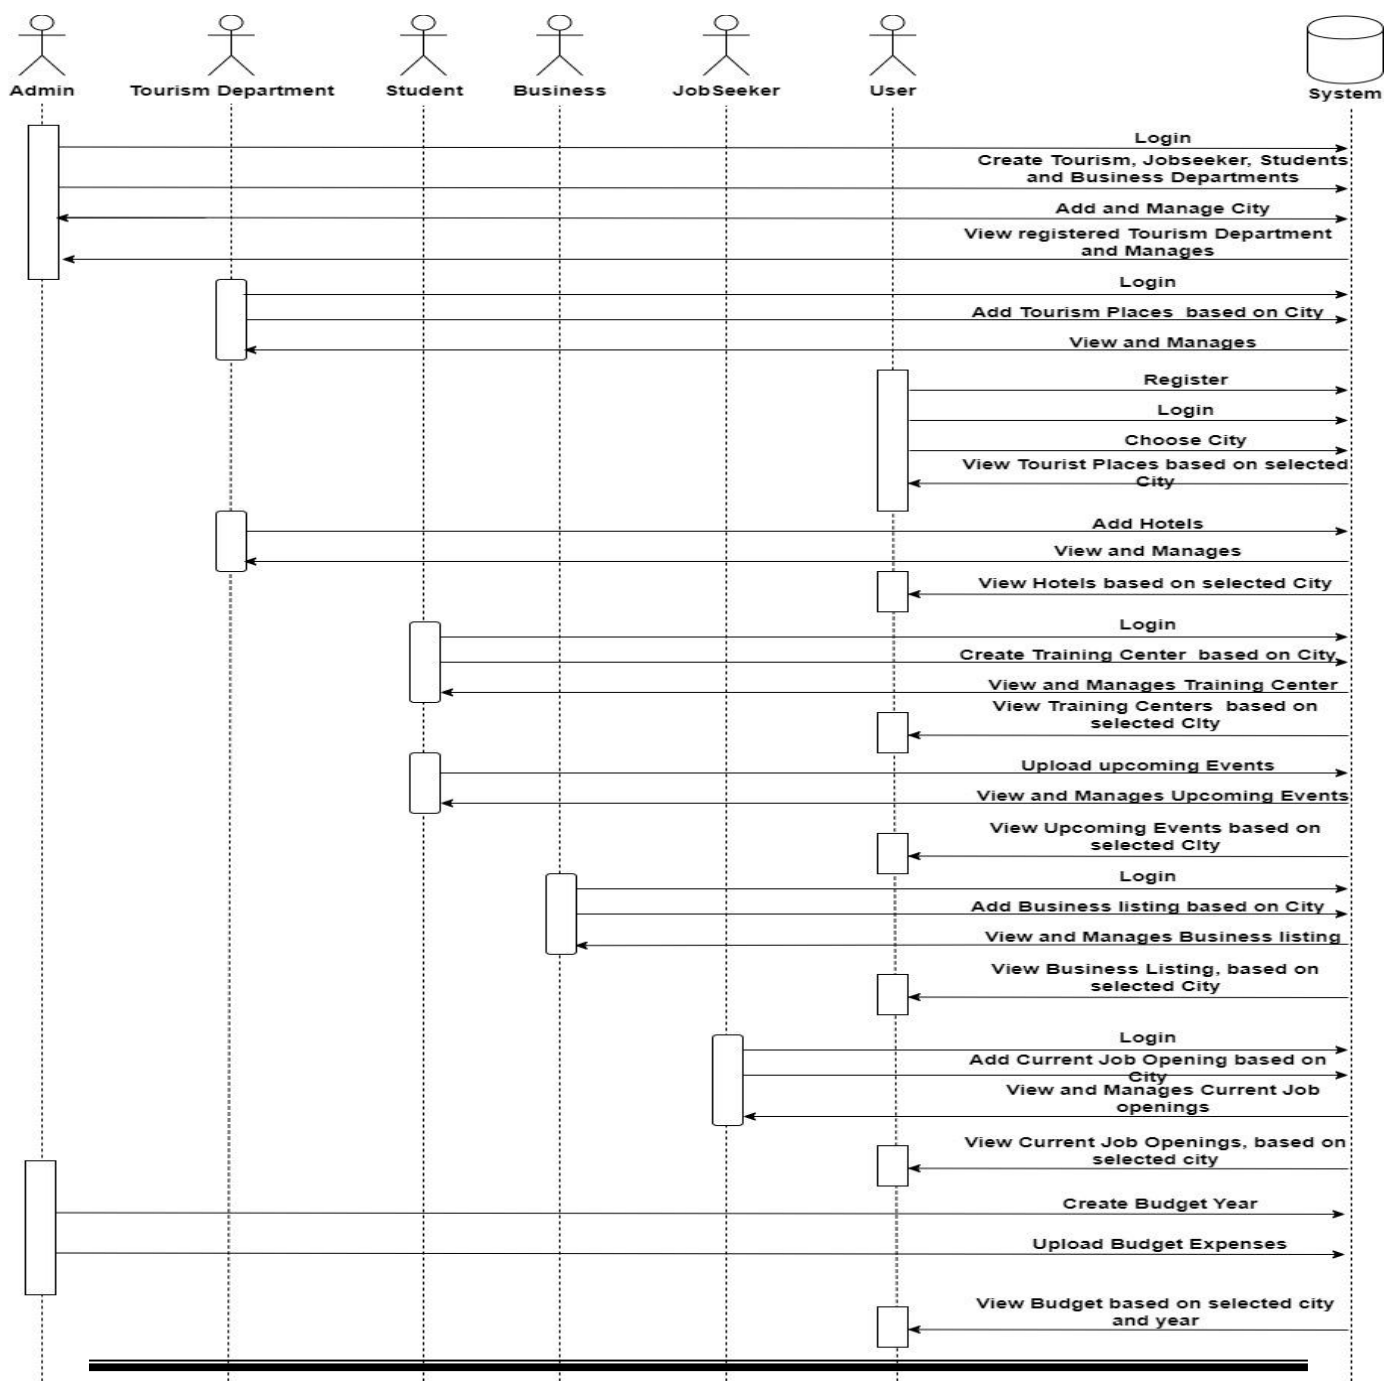 Admin
Tourism Department
Student
Business
JobSeeker
User
System
Login
Create Tourism, Jobseeker, Students
and Business Departments
Add and Manage City
View registered Tourism Department
and Manages
Login
Add Tourism Places based on City
View and Manages
Register
Login
Choose City
View Tourist Places based on selected
City
Add Hotels
View and Manages
View Hotels based on selected City
Login
Create Training Center based on City
View and Manages Training Center
View Training Centers based on
selected CIty
Upload upcoming Events
View and Manages Upcoming Events
View Upcoming Events based on
selected CIty
Login
Add Business listing based on City
View and Manages Business listing
View Business Listing, based on
selected City
Login
Add Current Job Opening based on
City
View and Manages Current Job
openings
View Current Job Openings, based on
selected city
Create Budget Year
Upload Budget Expenses
View Budget based on selected city
and year